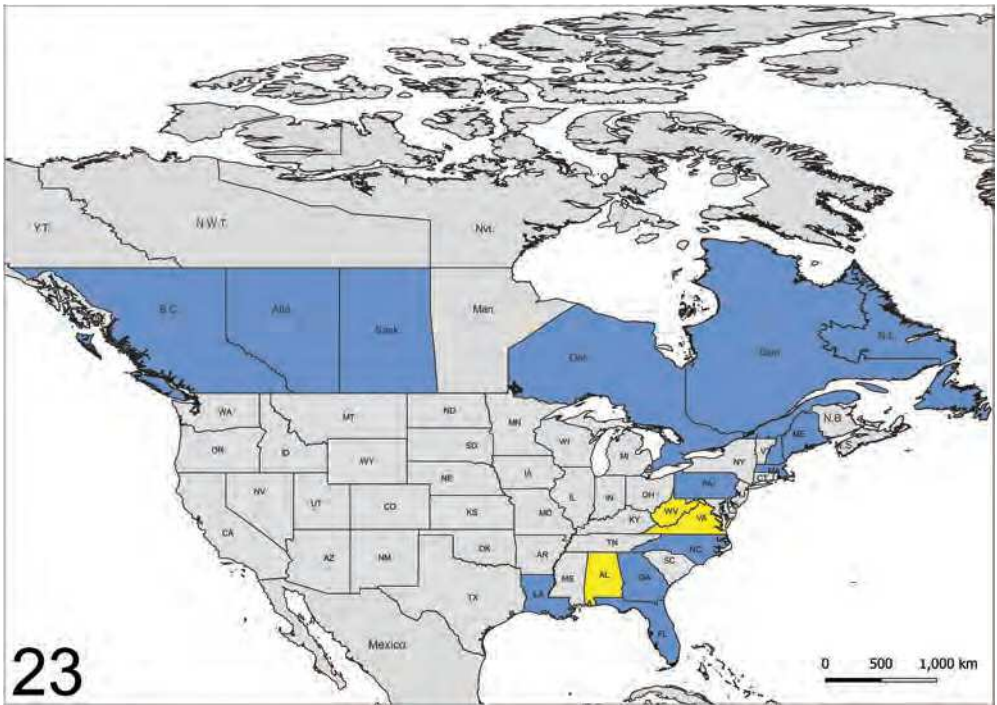 Y.T.
N.W.T.
Nvt.
B.C.
Alta.
Sask.
Man.
Ont.
Que.
N.L.
N.B.
N.S.
WA
MT
ND
MN
OR
ID
WY
SD
WI
MI
NY
VT
ME
MA
CT
NV
UT
CO
NE
IA
IL
IN
OH
CA
KS
MO
KY
WV
VA
AZ
NM
OK
AR
TN
NC
SC
TX
LA
MS
AL
GA
FL
Mexico
23
0 500 1,000 km